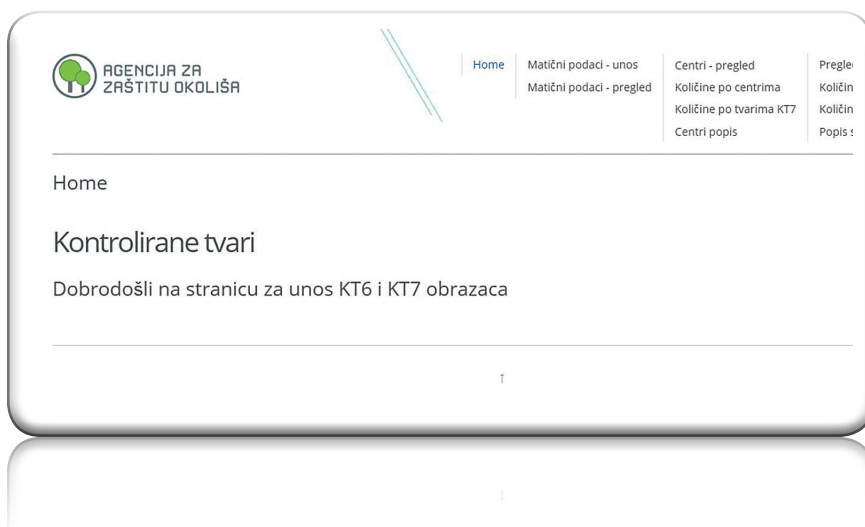 AGENCIJA ZA
ZAŠTITU OKOLIŠA
Home
Matični podaci - unos
Matični podaci - pregled
Centri - pregled
Količine po centrima
Količine po tvarima KT7
Centri popis
Popis
Home
Kontrolirane tvari
Dobrodošli na stranicu za unos KT6 i KT7 obrazaca
↑